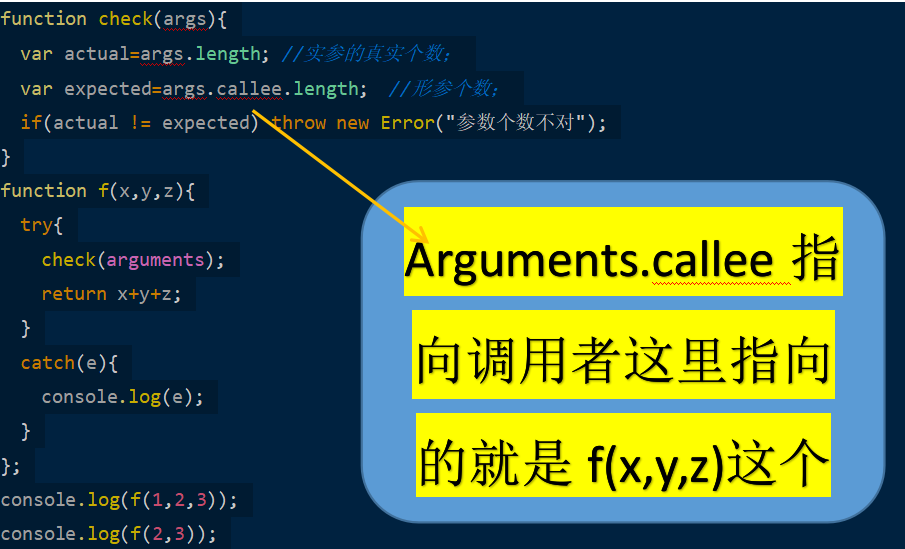 function check(args){
  var actual=args.length; //实参的真实个数;
  var expected=args.callee.length;  //形参个数;
  if(actual != expected) throw new Error("参数个数不对");
}
function f(x,y,z){
  try{
    check(arguments);
    return x+y+z;
  }
  catch(e){
    console.log(e);
  }
};
console.log(f(1,2,3));
console.log(f(2,3));
Arguments.callee 指
向调用者这里指向
的就是 f(x,y,z)这个